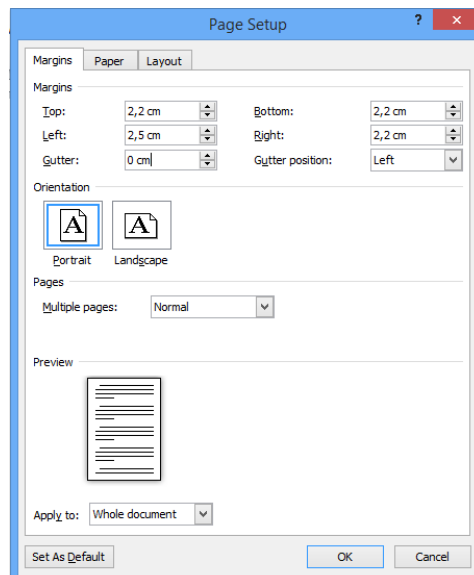 Page Setup ? ×
Margins Paper Layout
Margins
Top: 2,2 cm Bottom: 2,2 cm
Left: 2,5 cm Right: 2,2 cm
Gutter: 0 cm Gutter position: Left
Orientation
A A
Portrait Landscape
Pages
Multiple pages: Normal
Preview
Apply to: Whole document
Set As Default OK Cancel